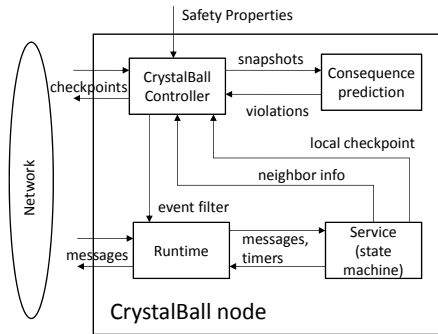 Safety Properties
snapshots
CrystalBall
Controller
Consequence
prediction
checkpoints
violations
local checkpoint
neighbor info
Network
event filter
Runtime
messages,
timers
Service
(state
machine)
messages
CrystalBall node